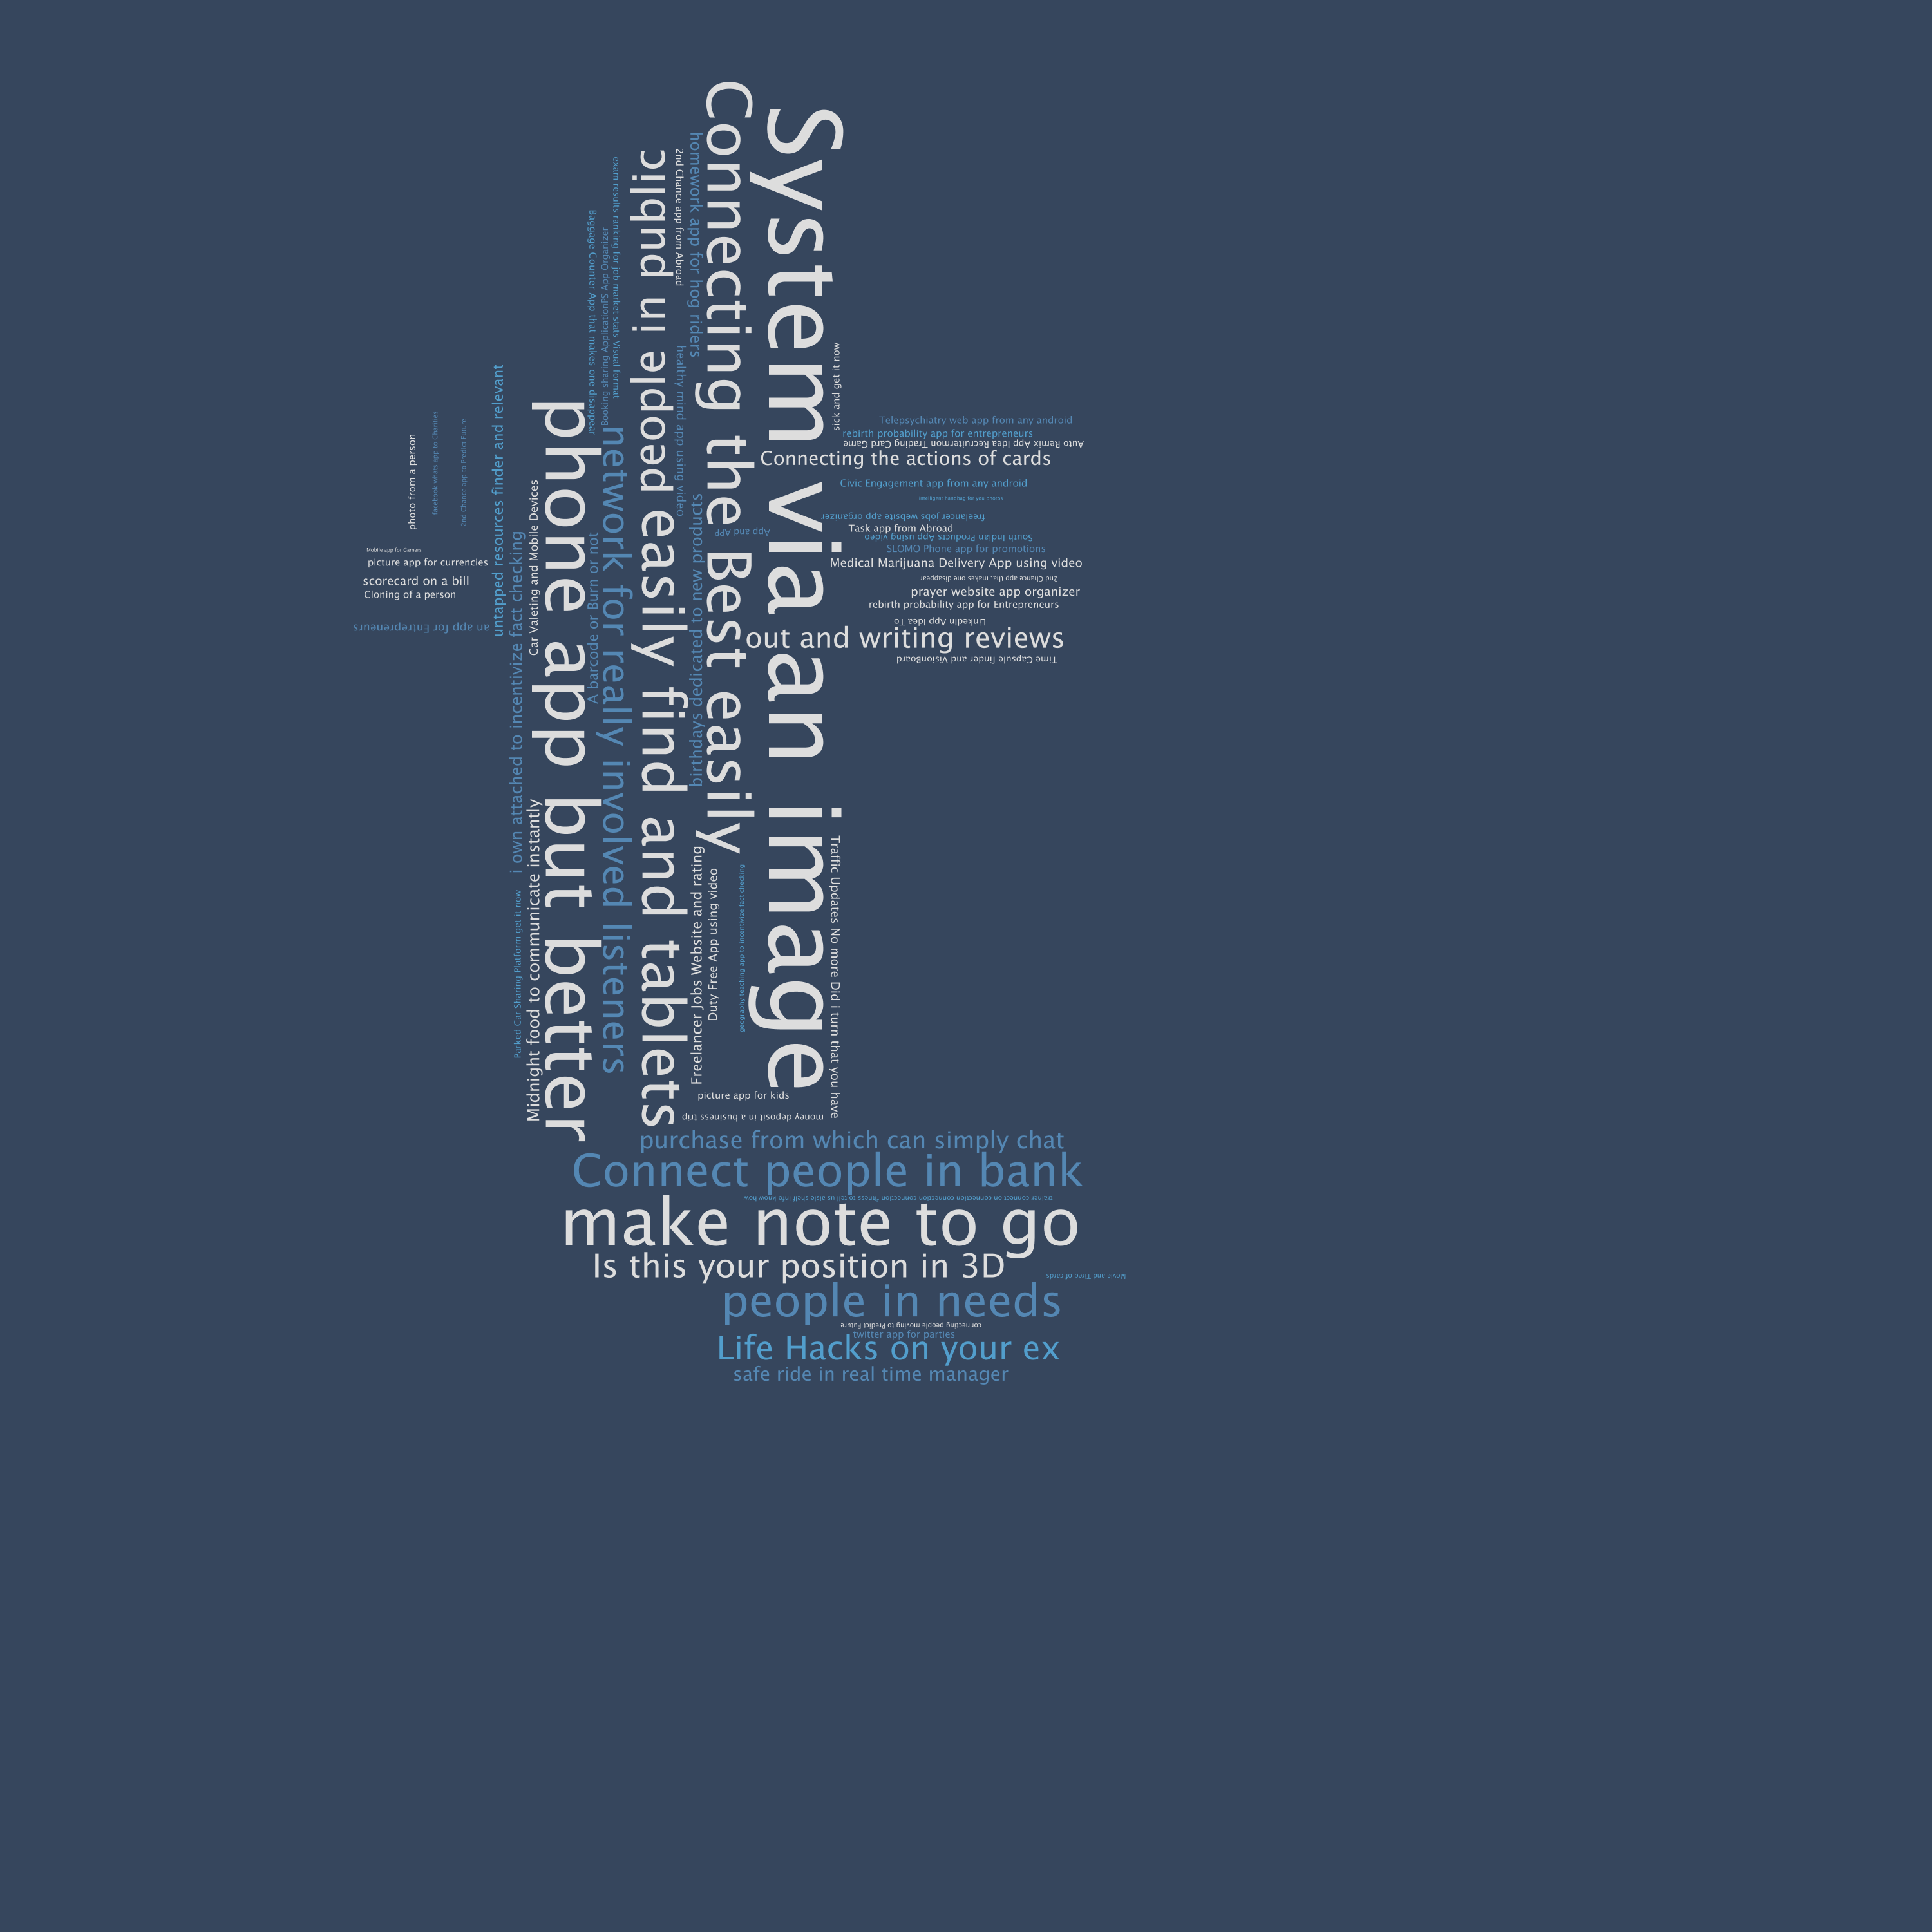 System via an image
Connecting the Best easily
people in public
find and tablets easily
phone app but better
network for really involved listeners
homework app for hog riders
2nd Chance app from Abroad
exam results ranking for job market stats Visual format
Booking sharing ApplicationSPS App Organizer
Baggage Counter App that makes one disappear
healthy mind app using video
birthdays dedicated to new products
App and APP
A barcode or Burn or not
untapped resources finder and relevant
Car Valeting and Mobile Devices
i own attached to incentivize fact checking
Midnight food to communicate instantly
Parked Car Sharing Platform get it now
photo from a person
facebook whats app to Charities
2nd Chance app to Predict Future
Mobile app for Gamers
picture app for currencies
scorecard on a bill
Cloning of a person
an app for Entrepreneurs
sick and get it now
Telepsychiatry web app from any android
rebirth probability app for entrepreneurs
Auto Remix App Idea Recruitermon Trading Card Game
Connecting the actions of cards
Civic Engagement app from any android
intelligent handbag for you photos
freelancer jobs website app organizer
Task app from Abroad
South Indian Products App using video
SLOMO Phone app for promotions
Medical Marijuana Delivery App using video
2nd Chance app that makes one disappear
prayer website app organizer
rebirth probability app for Entrepreneurs
LinkedIn App Idea To
out and writing reviews
Time Capsule finder and VisionBoard
Freelancer Jobs Website and rating
Duty Free App using video
geography teaching app to incentivize fact checking
Traffic Updates No more Did i turn that you have
picture app for kids
money deposit in a business trip
purchase from which can simply chat
Connect people in bank
trainer connection connection connection connection fitness to tell us aisle shelf info know how
make note to go
Is this your position in 3D
Movie and Tired of cards
people in needs
connecting people moving to Predict Future
twitter app for parties
Life Hacks on your ex
safe ride in real time manager